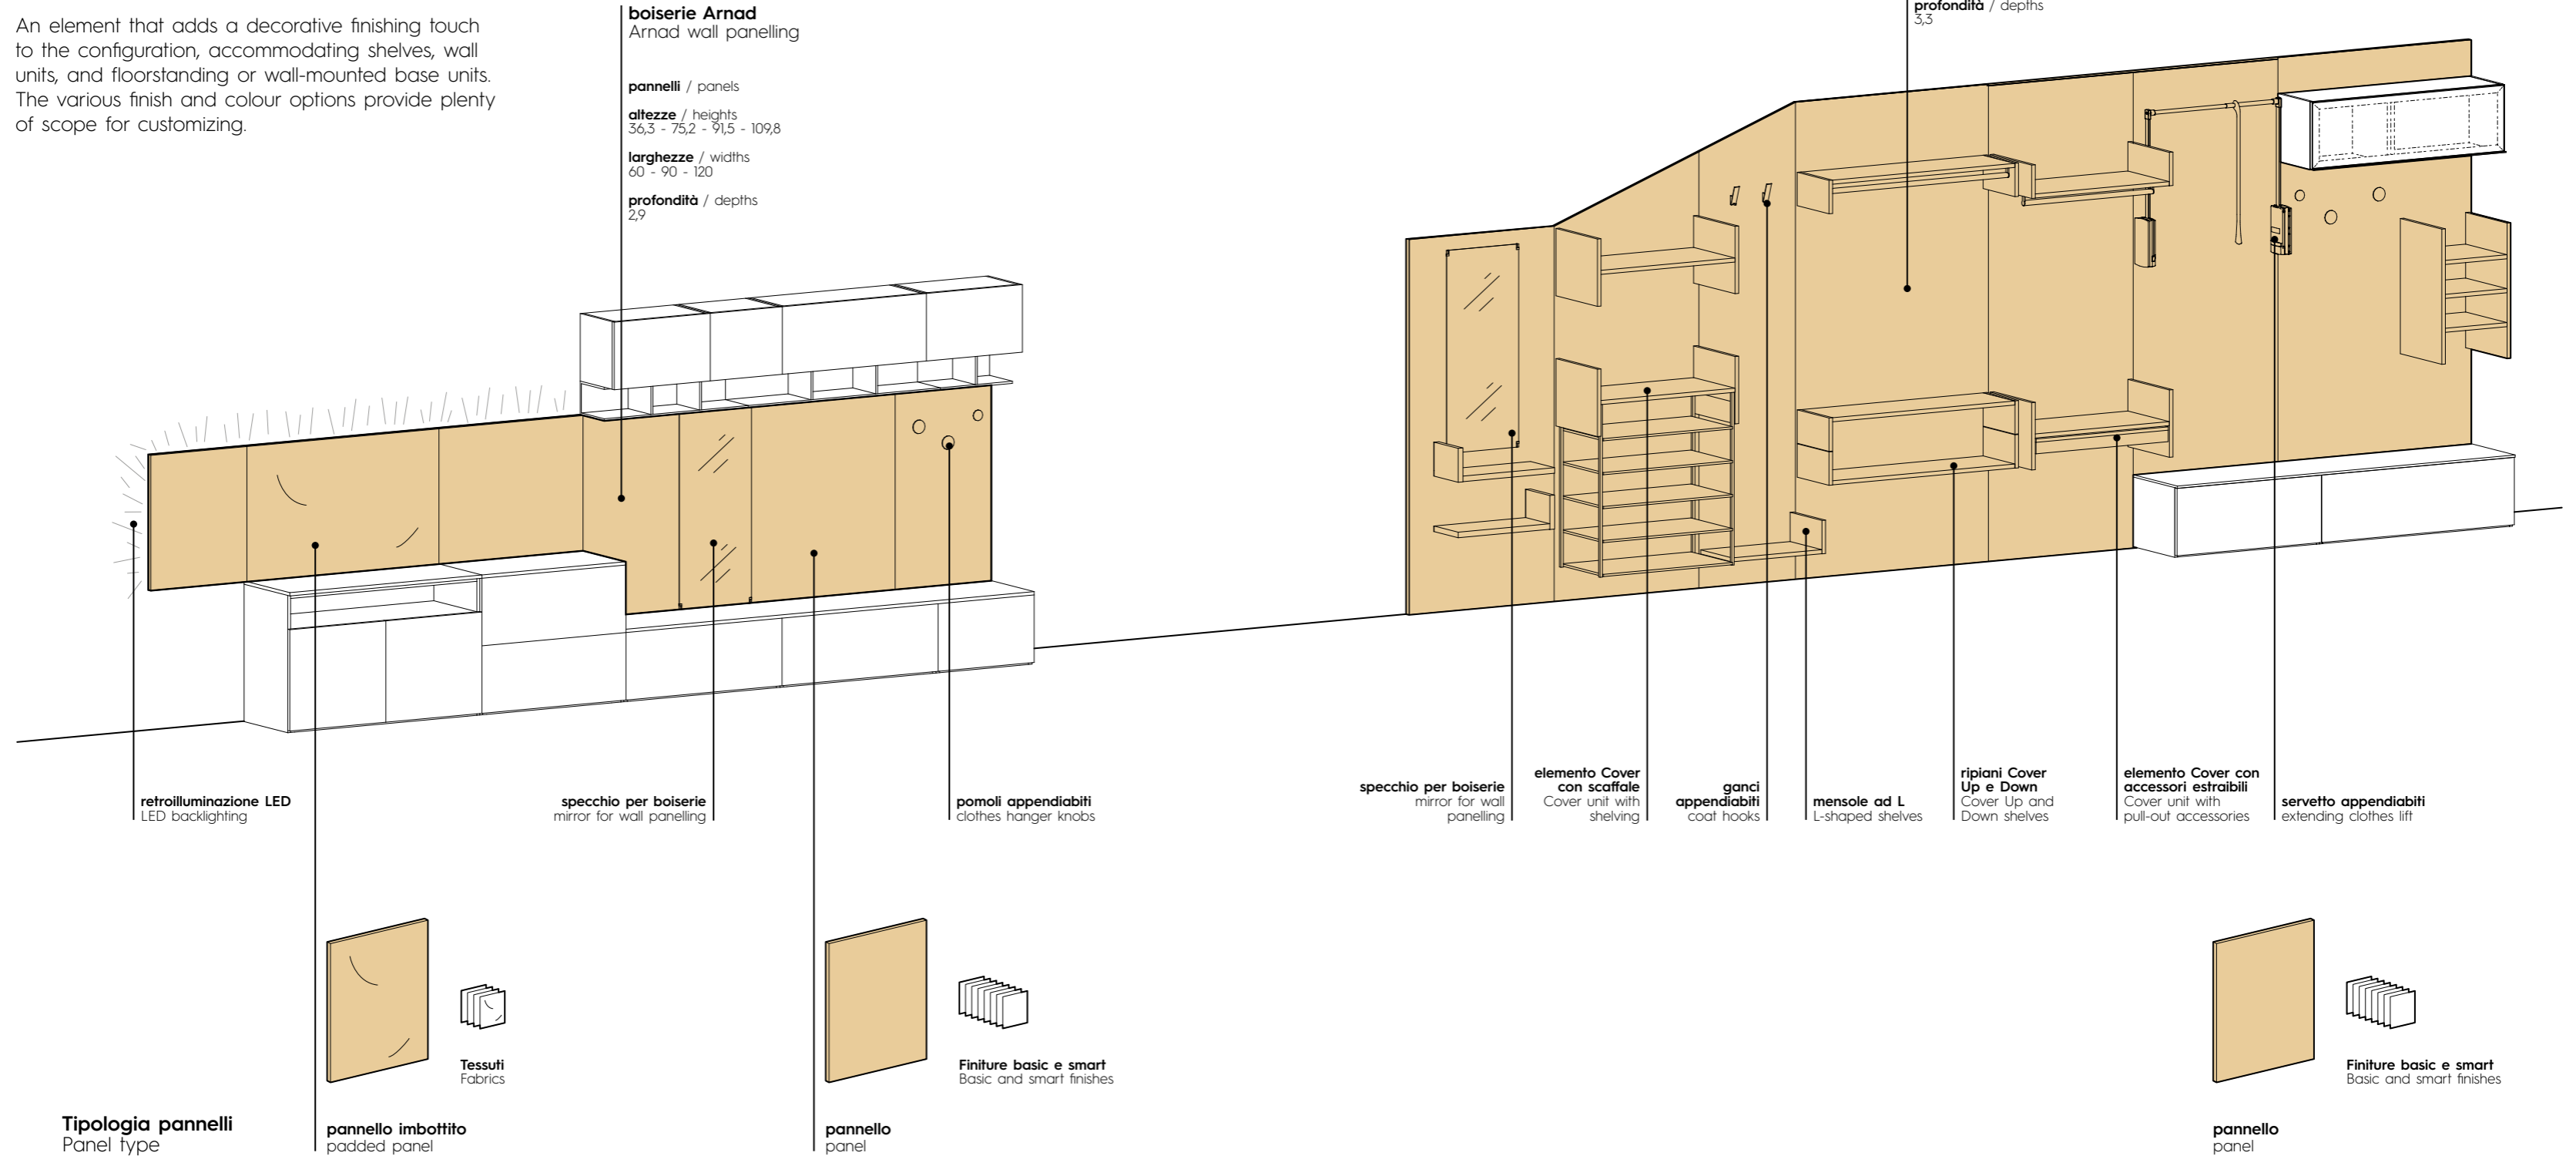 An element that adds a decorative finishing touch
to the configuration, accommodating shelves, wall
units, and floorstanding or wall-mounted base units.
The various finish and colour options provide plenty
of scope for customizing.
boiserie Arnad
Arnad wall panelling
pannelli / panels
altezze / heights
36,3 - 75,2 - 91,5 - 109,8
larghezze / widths
60 - 90 - 120
profondità / depths
2,9
profondità / depths
3,3
retroilluminazione LED
LED backlighting
specchio per boiserie
mirror for wall panelling
pomoli appendiabiti
clothes hanger knobs
specchio per boiserie
mirror for wall
panelling
elemento Cover
con scaffale
Cover unit with
shelving
ganci
appendiabiti
coat hooks
mensole ad L
L-shaped shelves
ripiani Cover
Up e Down
Cover Up and
Down shelves
elemento Cover con
accessori estraibili
Cover unit with
pull-out accessories
servetto appendiabiti
extending clothes lift
Tessuti
Fabrics
Finiture basic e smart
Basic and smart finishes
Finiture basic e smart
Basic and smart finishes
Tipologia pannelli
Panel type
pannello imbottito
padded panel
pannello
panel
pannello
panel